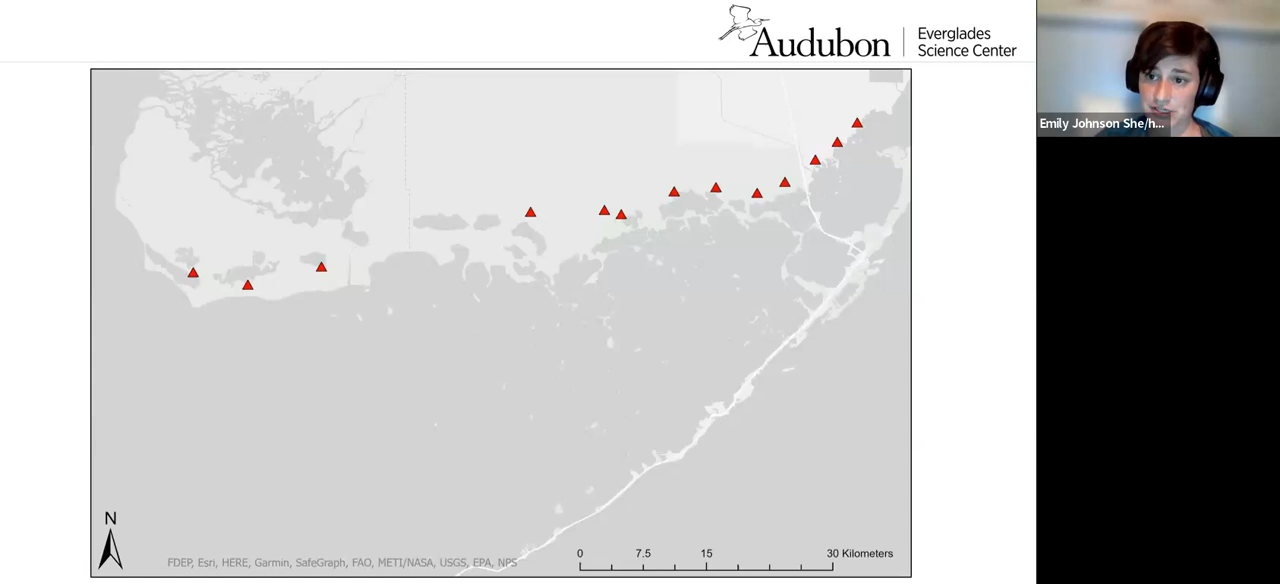 Audubon
Everglades
Science Center
Emily Johnson She/h...
N
FDEP, Esri, HERE, Garmin, SafeGraph, FAO, METI/NASA, USGS, EPA, NPS
0 7.5 15 30 Kilometers